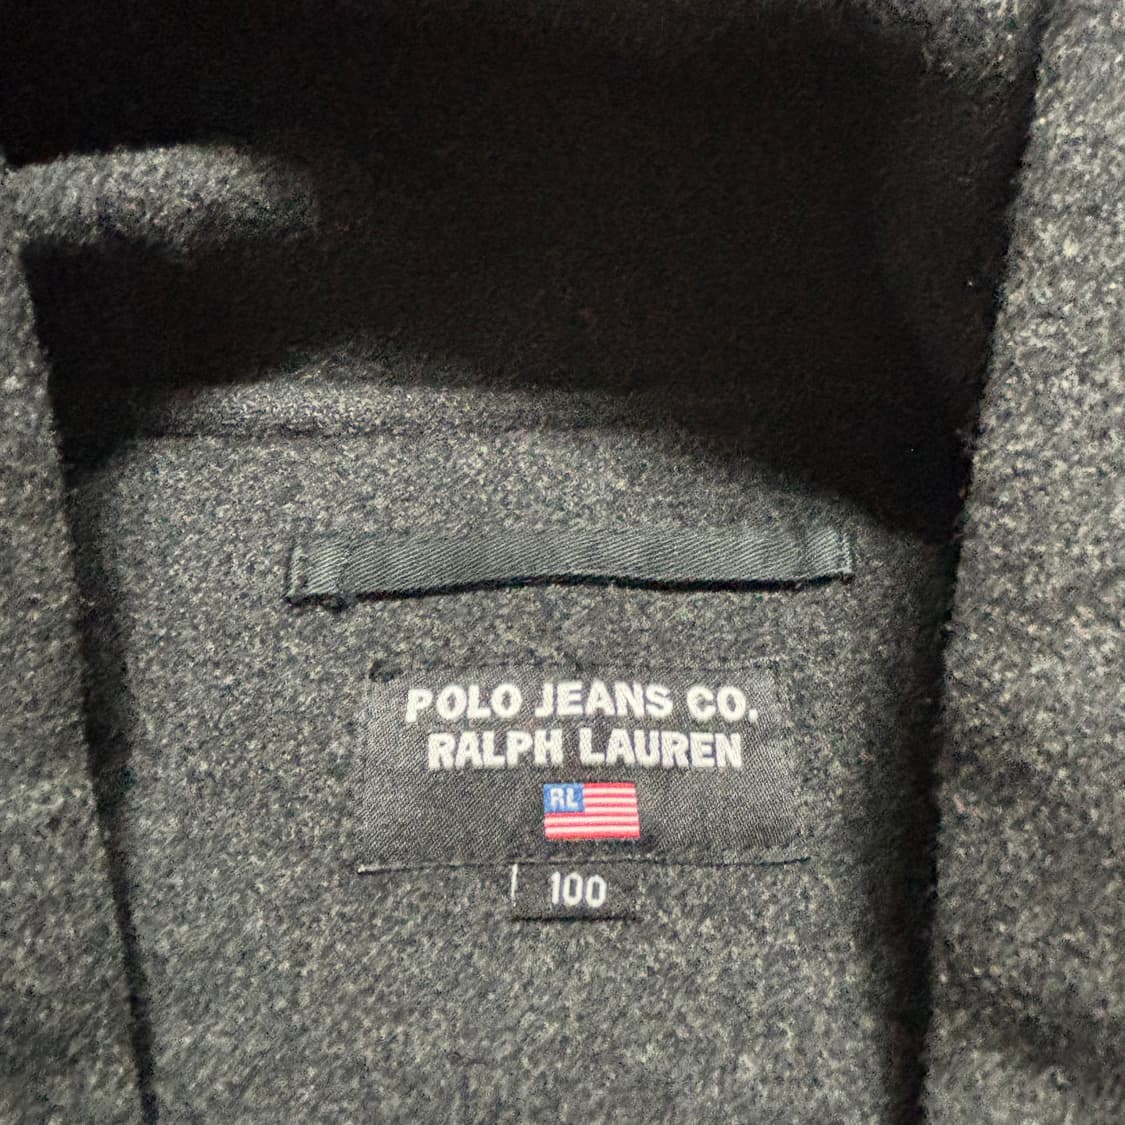 POLO JEANS CO.
RALPH LAUREN
RL
100